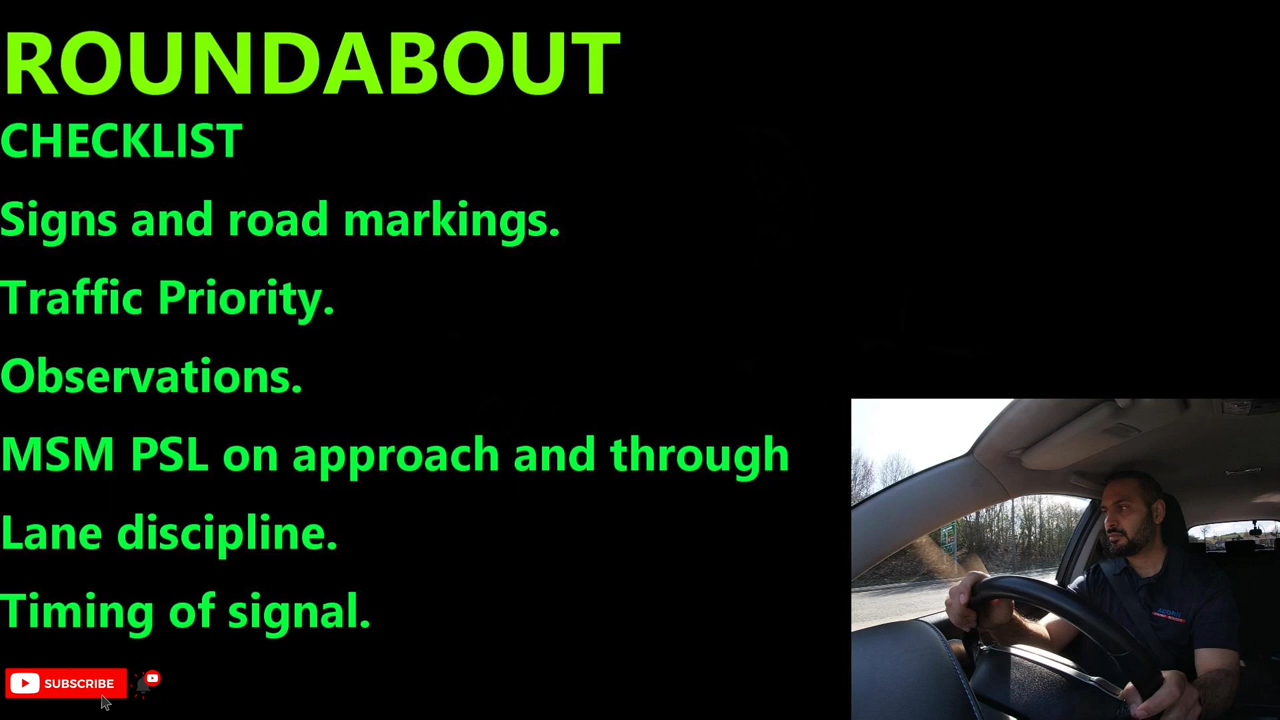 ROUNDABOUT
CHECKLIST
Signs and road markings.
Traffic Priority.
Observations.
MSM PSL on approach and through
Lane discipline.
Timing of signal.
SUBSCRIBE